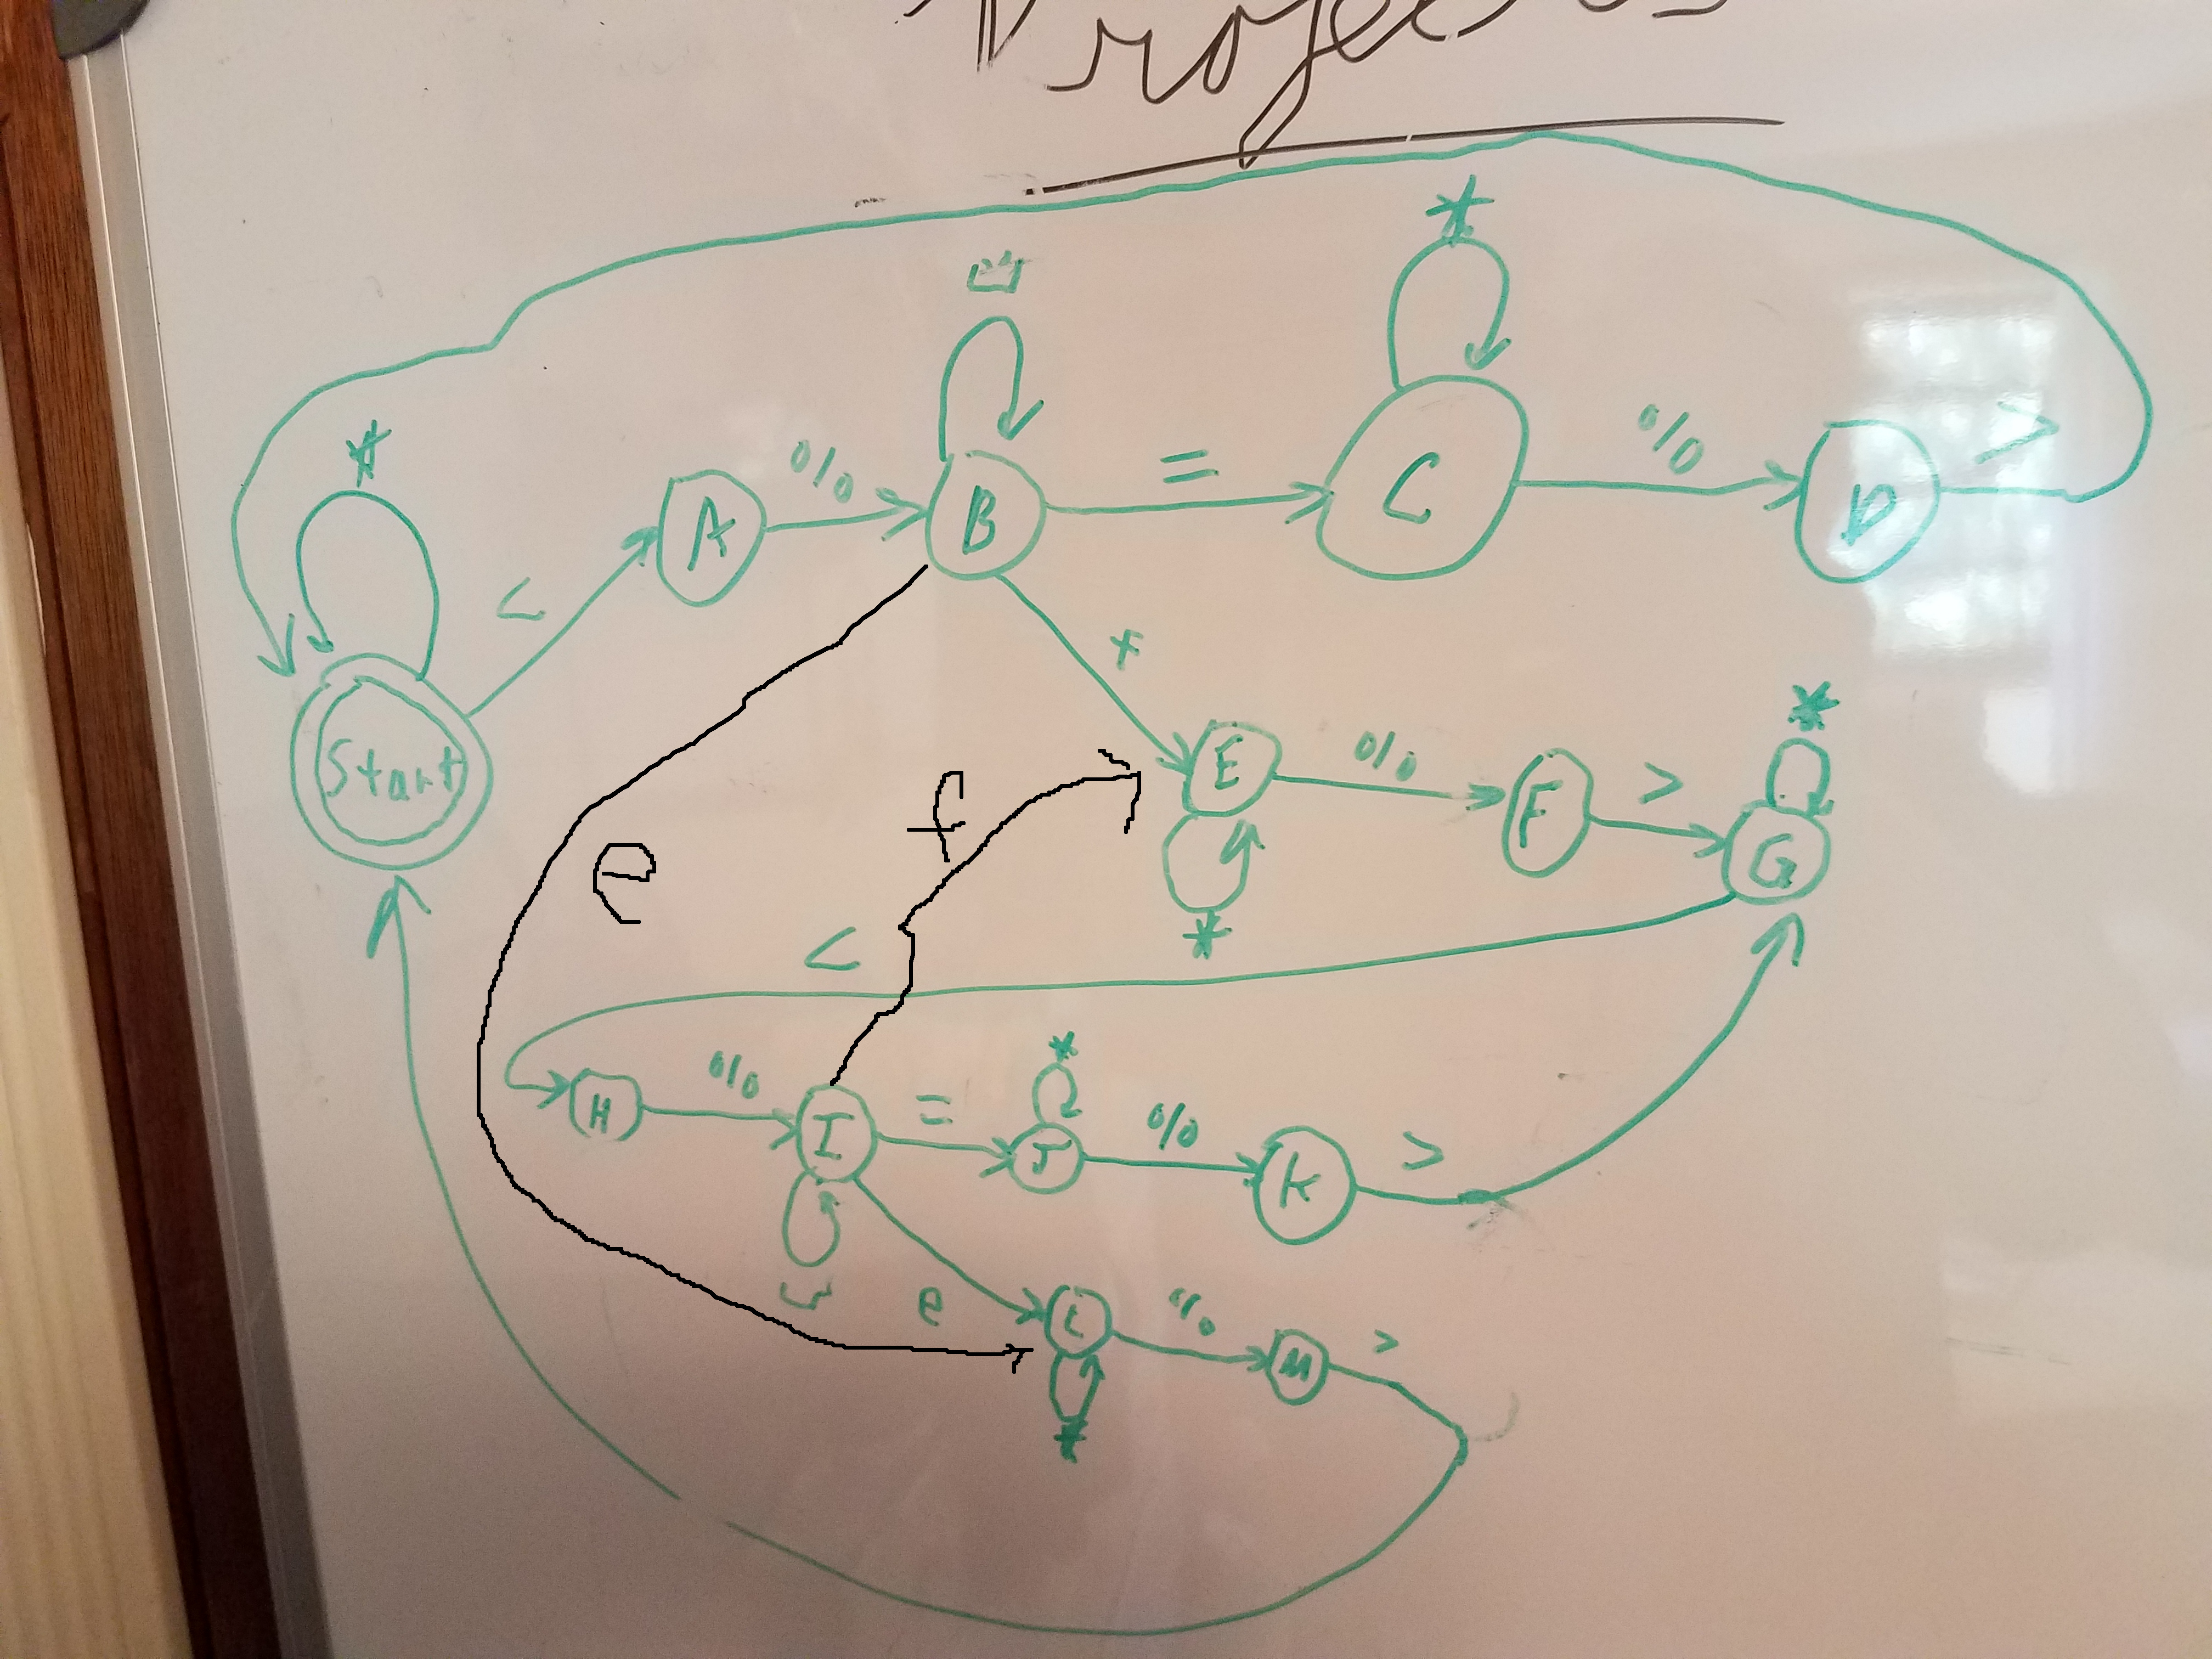 Projects
*
␣
*
% B = C % D >
< A
Start
+
E % F > G
*
*
e
f
<
H % I = J % K >
*
␣
e
L % M >
*